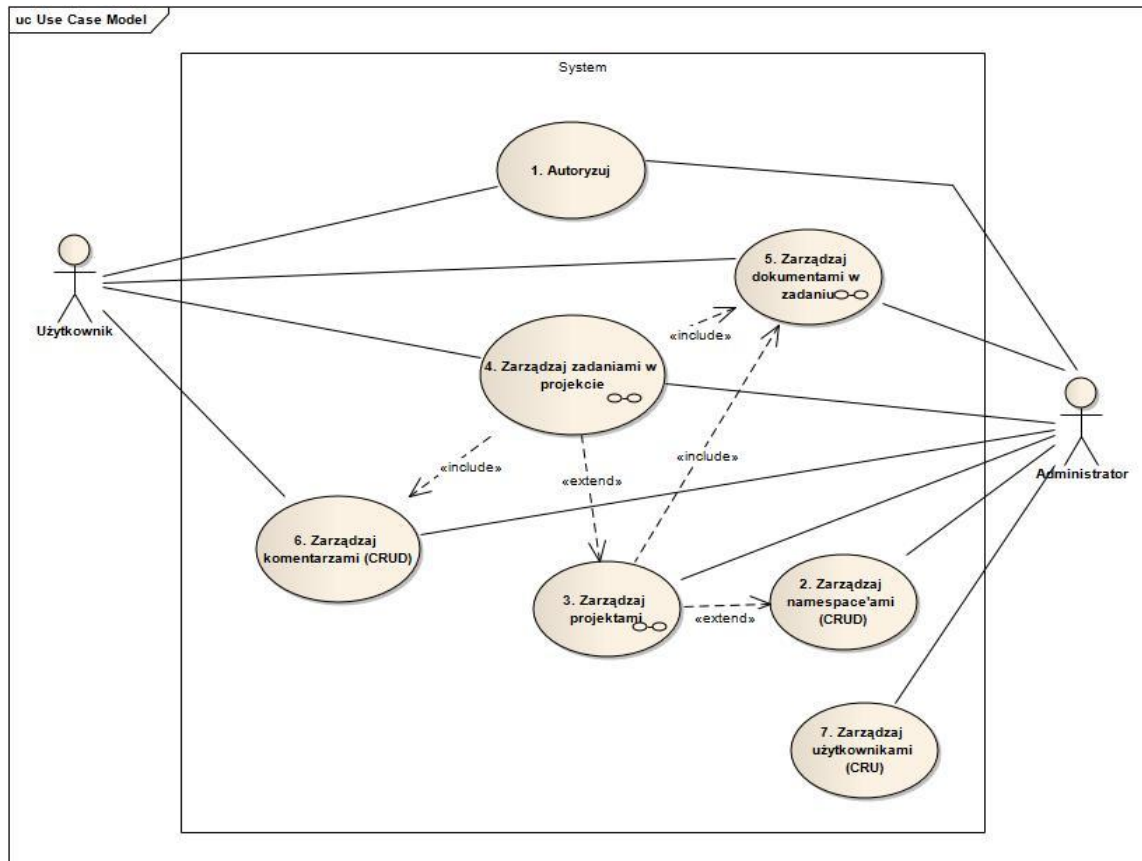 uc Use Case Model
System
1. Autoryzuj
5. Zarządzaj
dokumentami w
zadaniu
Użytkownik
«include»
4. Zarządzaj zadaniami w
projekcie
«include»
«include»
«extend»
Administrator
6. Zarządzaj
komentarzami (CRUD)
3. Zarządzaj
projektami
«extend»
2. Zarządzaj
namespace'ami
(CRUD)
7. Zarządzaj
użytkownikami
(CRU)